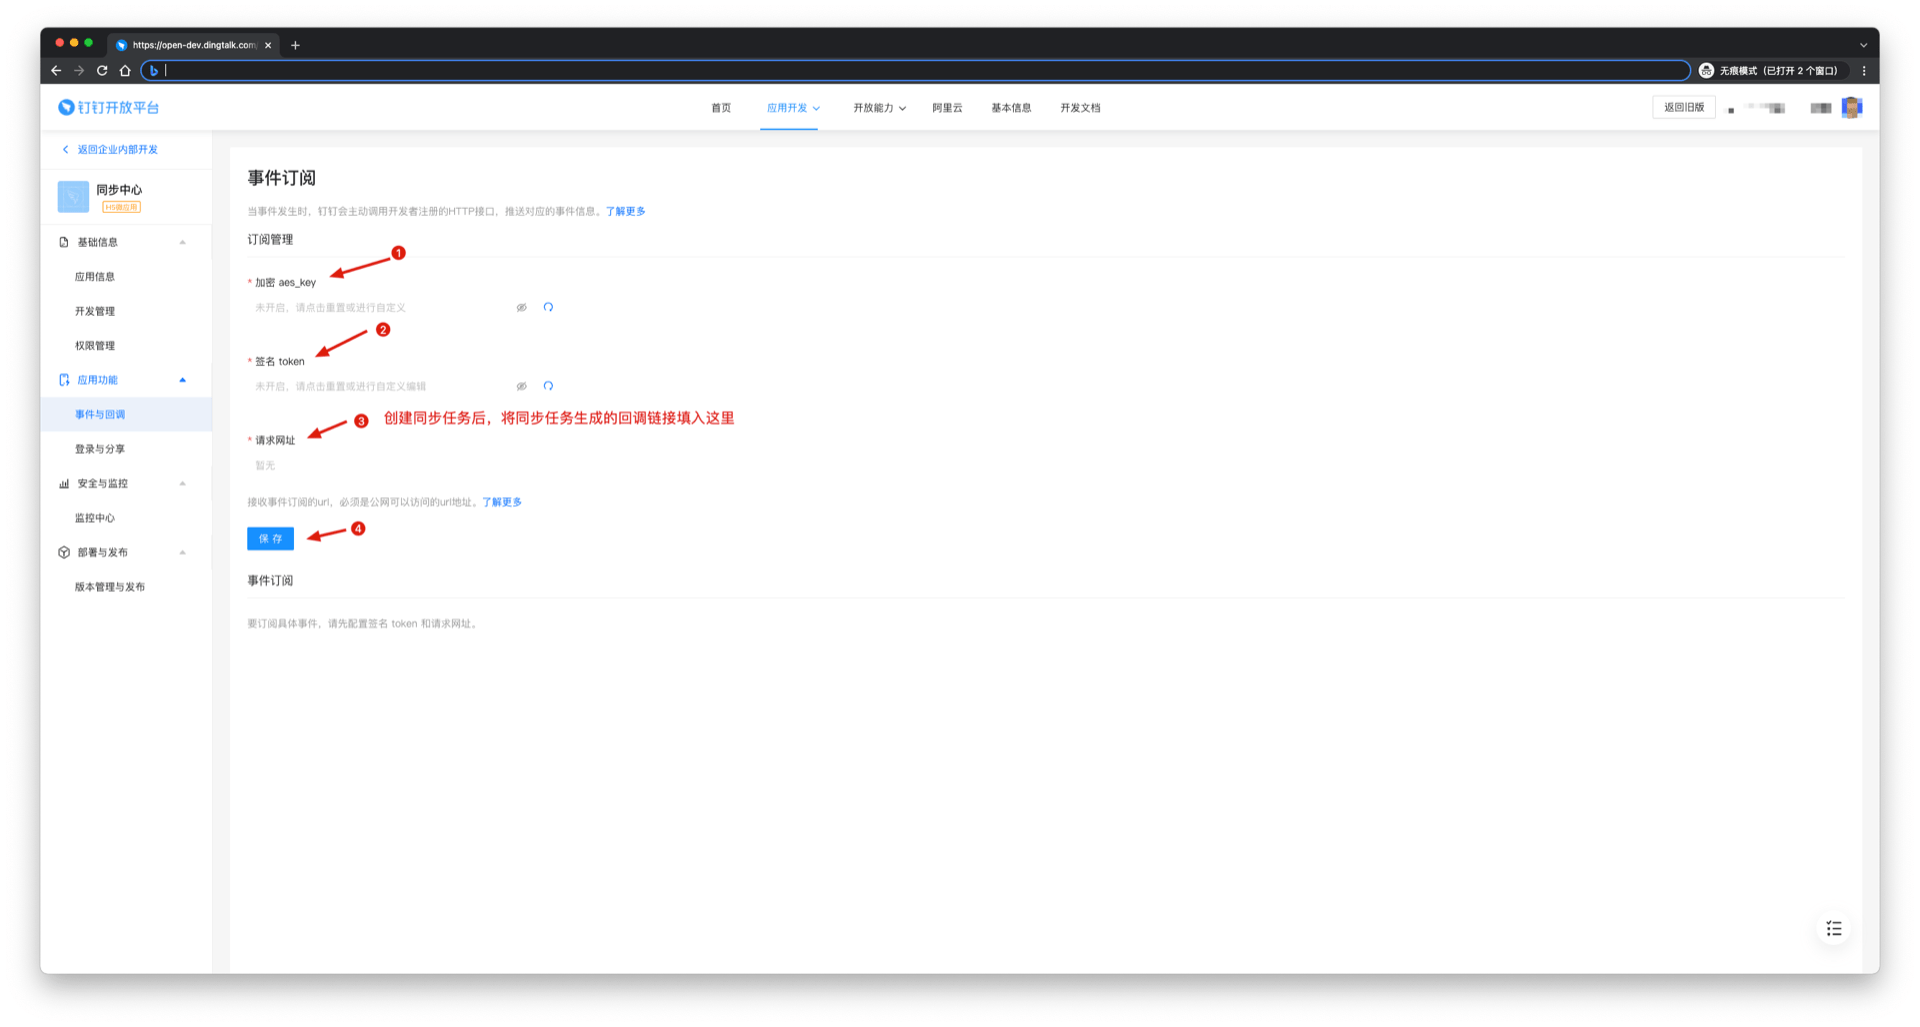 https://open-dev.dingtalk.com/
无痕模式（已打开 2 个窗口）
钉钉开放平台
首页
应用开发
开放能力
阿里云
基本信息
开发文档
返回旧版
返回企业内部开发
同步中心
H5微应用
基础信息
应用信息
开发管理
权限管理
应用功能
事件与回调
登录与分享
安全与监控
监控中心
部署与发布
版本管理与发布
事件订阅
当事件发生时，钉钉会主动调用开发者注册的HTTP接口，推送对应的事件信息。了解更多
订阅管理
1
* 加密 aes_key
未开启，请点击重置或进行自定义
2
* 签名 token
未开启，请点击重置或进行自定义编辑
3 创建同步任务后，将同步任务生成的回调链接填入这里
* 请求网址
暂无
接收事件订阅的url，必须是公网可以访问的url地址。了解更多
保 存
4
事件订阅
要订阅具体事件，请先配置签名 token 和请求网址。